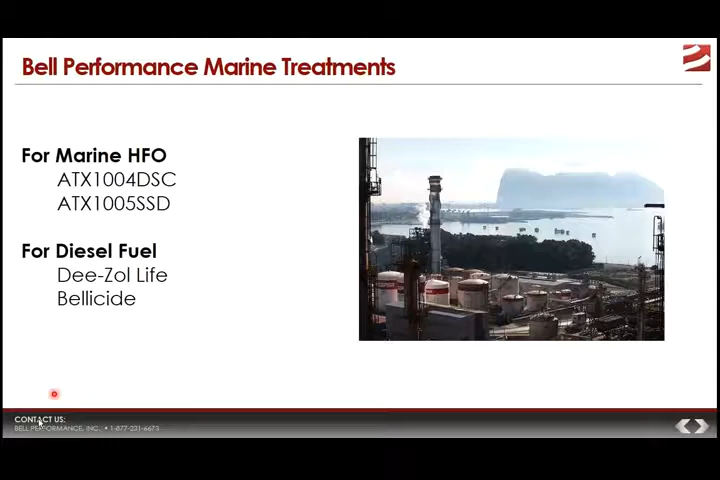 Bell Performance Marine Treatments
For Marine HFO
ATX1004DSC
ATX1005SSD
For Diesel Fuel
Dee-Zol Life
Bellicide
CONTACT US:
BELL PERFORMANCE, INC. • 1-877-231-6673